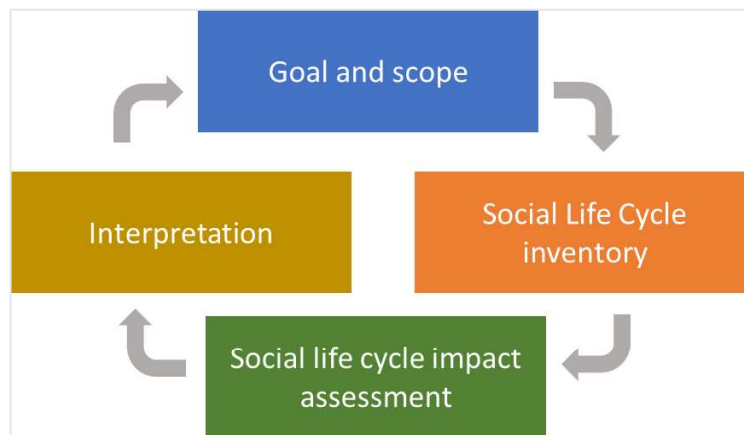 Goal and scope
Interpretation
Social Life Cycle
inventory
Social life cycle impact
assessment